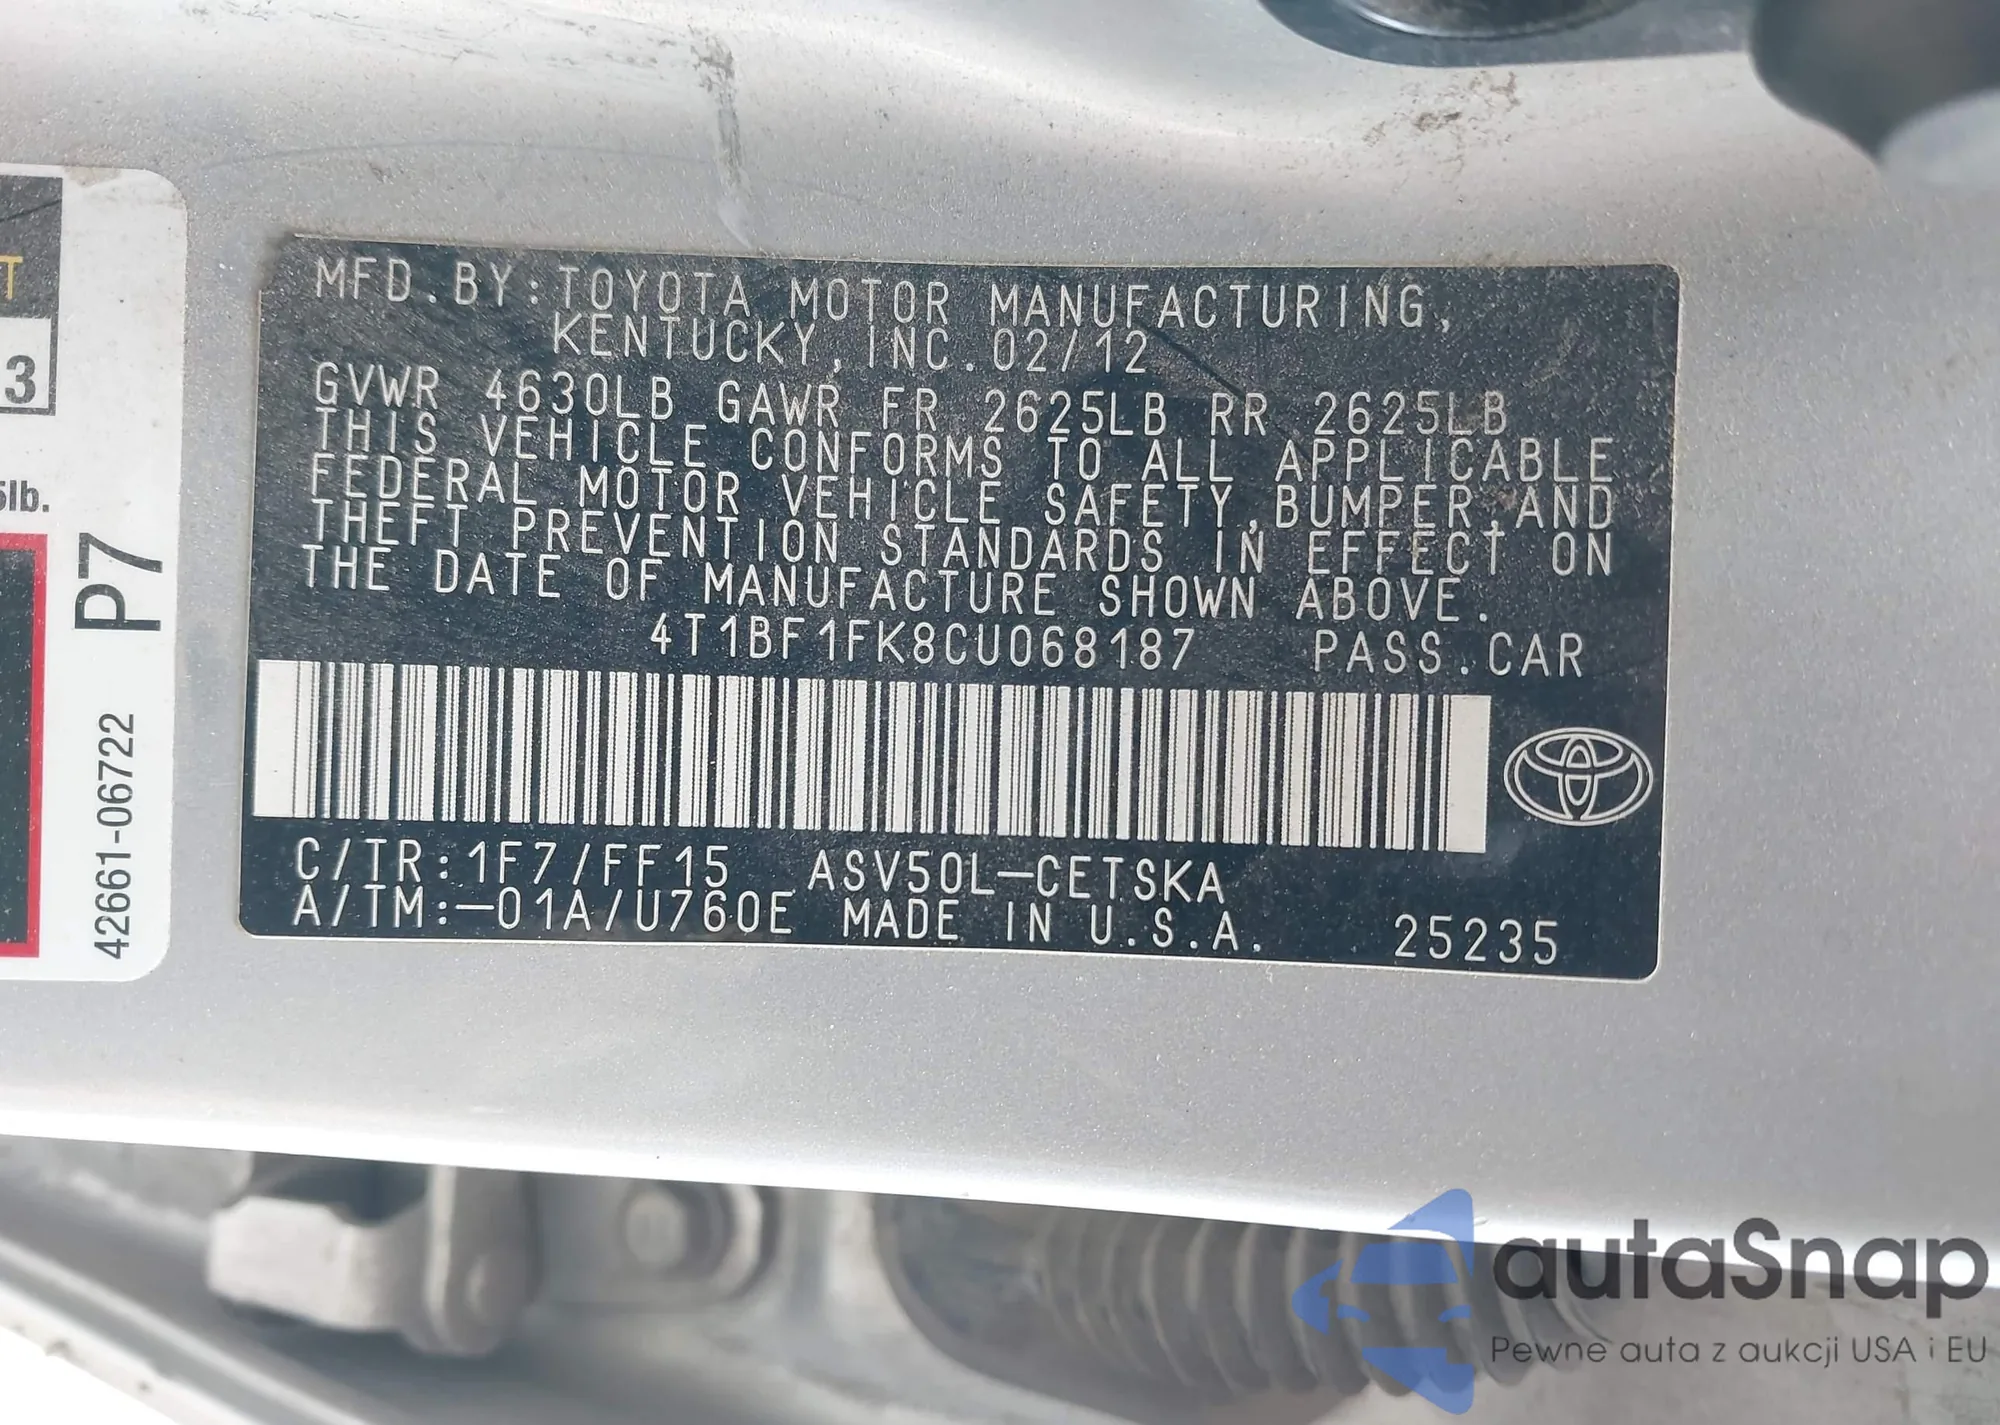 T
3
5lb.
P7
42661-06722
MFD.BY:TOYOTA MOTOR MANUFACTURING,
KENTUCKY, INC.02/12
GVWR 4630LB GAWR FR 2625LB RR 2625LB
THIS VEHICLE CONFORMS TO ALL APPLICABLE
FEDERAL MOTOR VEHICLE SAFETY,BUMPER,AND
THEFT PREVENTION STANDARDS IN EFFECT ON
THE DATE OF MANUFACTURE SHOWN ABOVE.
4T1BF1FK8CU068187 PASS.CAR
C/TR:1F7/FF15 ASV50L-CETSKA
A/TM:-01A/U760E MADE IN U.S.A. 25235
autaSnap
Pewne auta z aukcji USA i EU